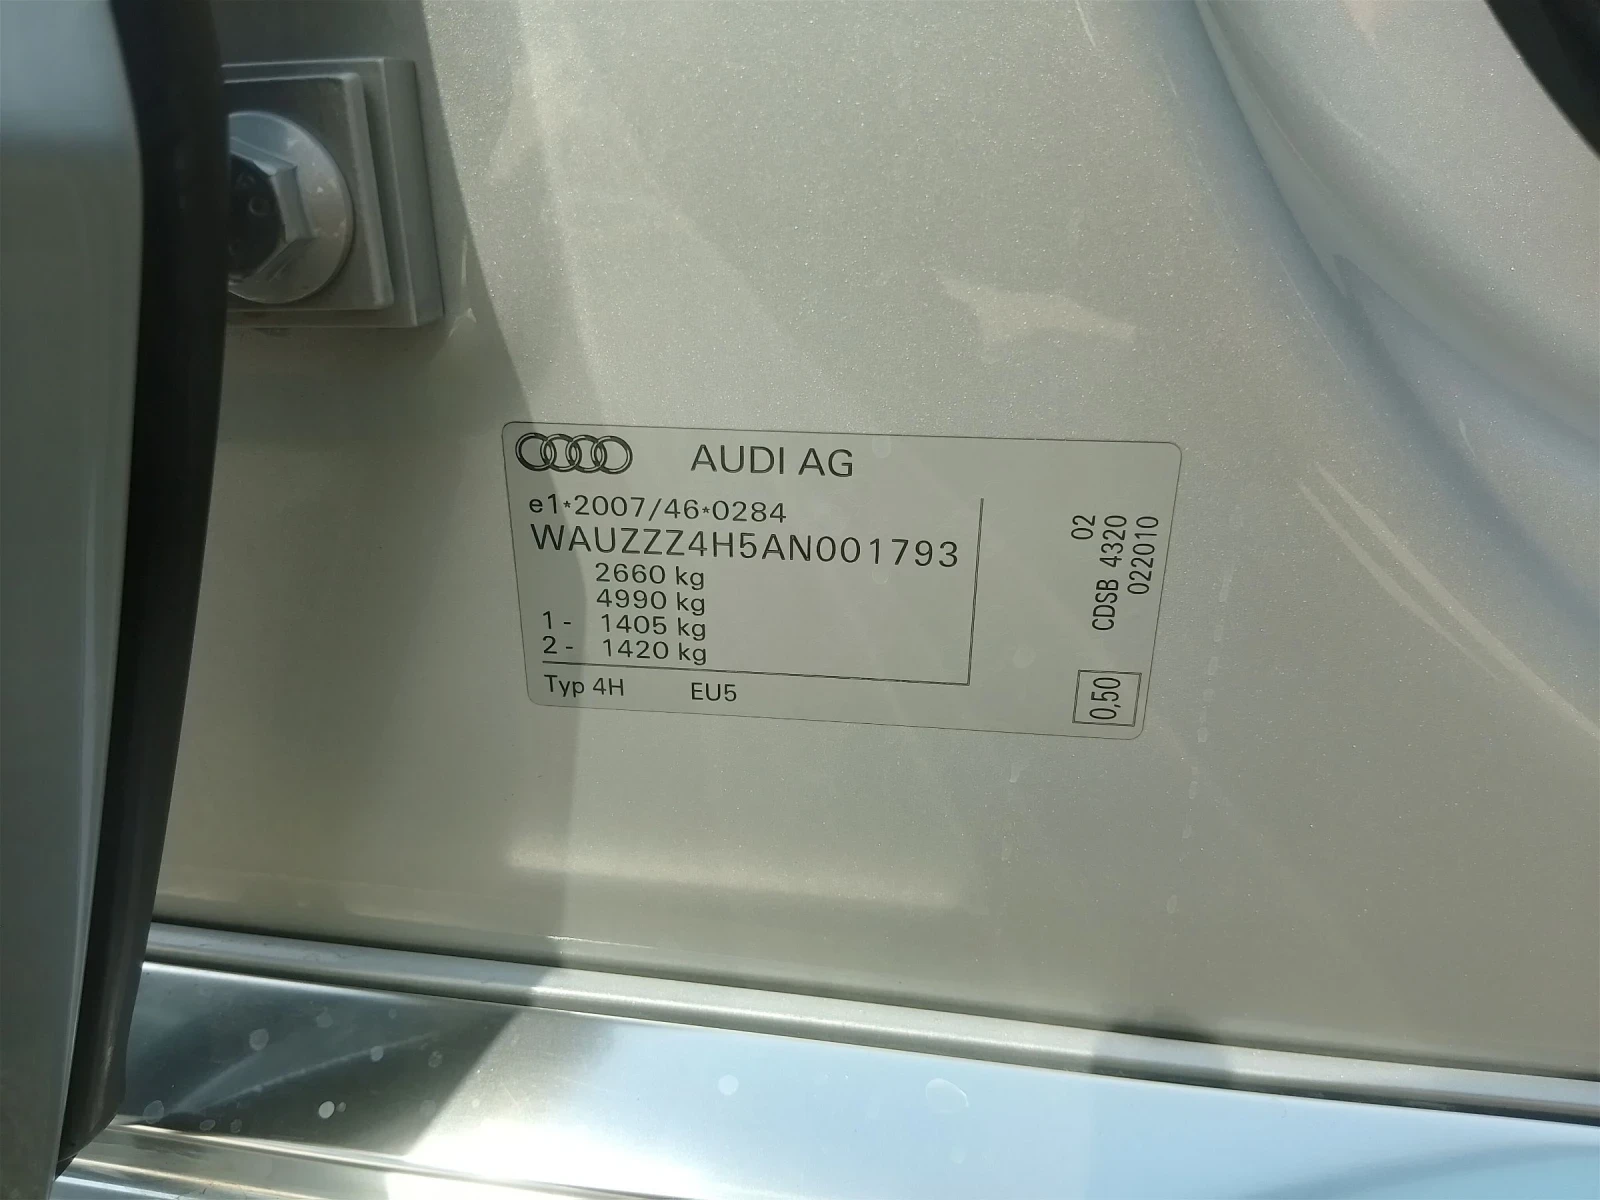 AUDI AG
e1*2007/46*0284
WAUZZZ4H5AN001793
2660 kg
4990 kg
1- 1405 kg
2- 1420 kg
Typ 4H EU5
02
CDSB 4320
022010
0,50